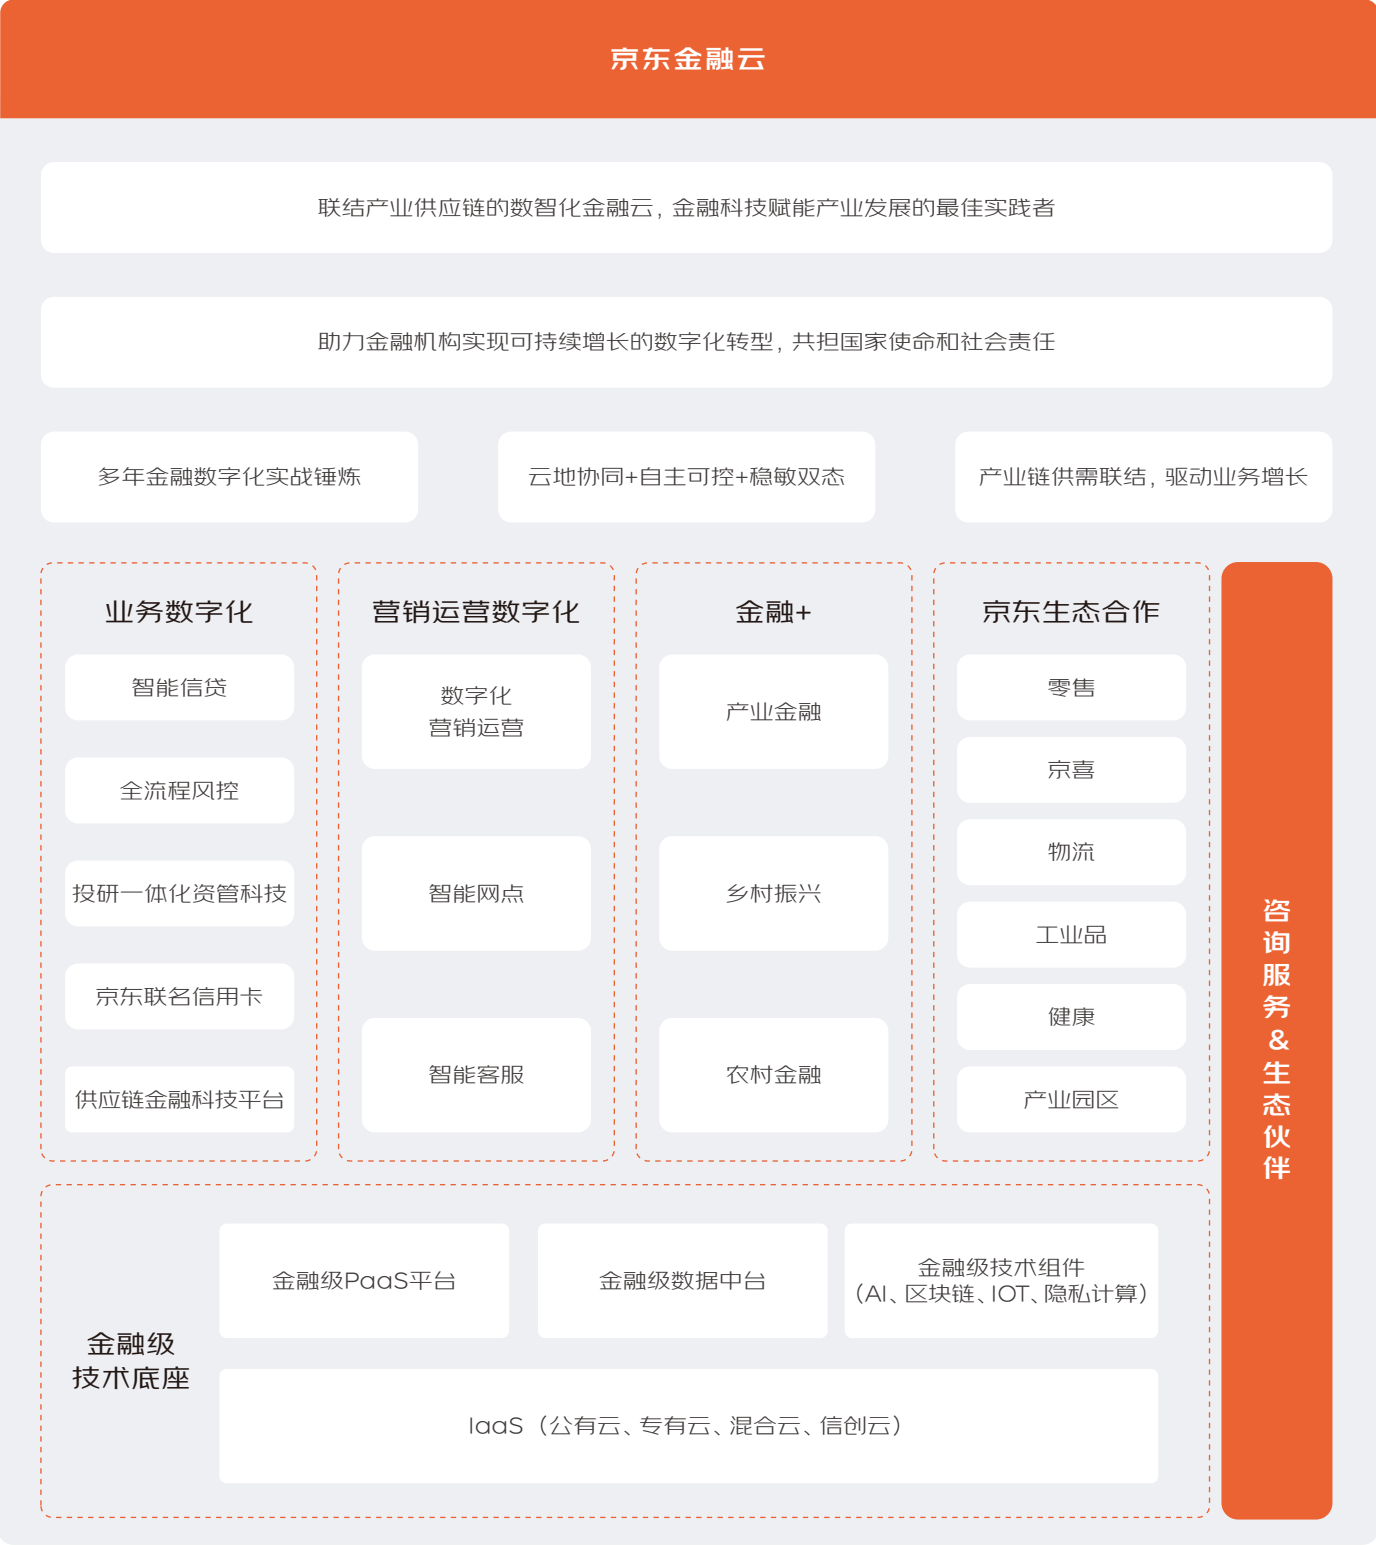 京东金融云
联结产业供应链的数智化金融云，金融科技赋能产业发展的最佳实践者
助力金融机构实现可持续增长的数字化转型，共担国家使命和社会责任
多年金融数字化实战锤炼
云地协同+自主可控+稳敏双态
产业链供需联结，驱动业务增长
业务数字化
智能信贷
全流程风控
投研一体化资管科技
京东联名信用卡
供应链金融科技平台
营销运营数字化
数字化
营销运营
智能网点
智能客服
金融+
产业金融
乡村振兴
农村金融
京东生态合作
零售
京喜
物流
工业品
健康
产业园区
咨询服务&生态伙伴
金融级
技术底座
金融级PaaS平台
金融级数据中台
金融级技术组件
（AI、区块链、IOT、隐私计算）
IaaS（公有云、专有云、混合云、信创云）